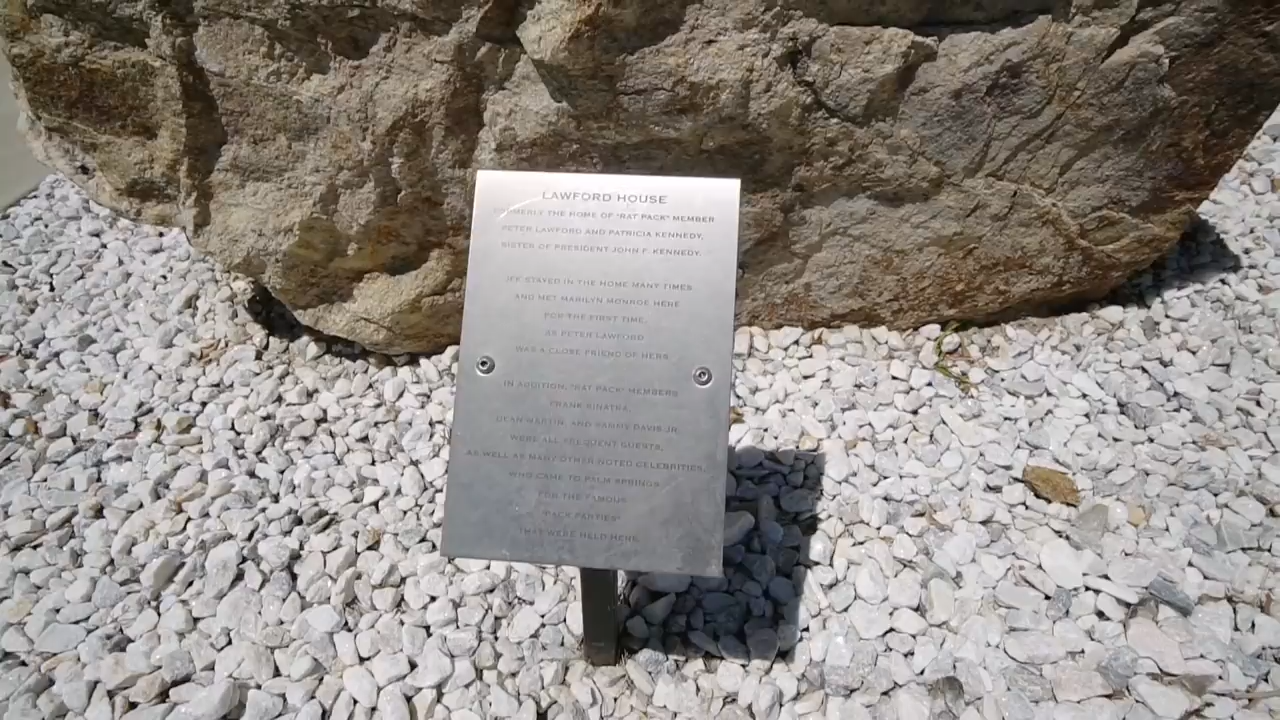 LAWFORD HOUSE
FORMERLY THE HOME OF "RAT PACK" MEMBER
PETER LAWFORD AND PATRICIA KENNEDY,
SISTER OF PRESIDENT JOHN F. KENNEDY.
JFK STAYED IN THE HOME MANY TIMES
AND MET MARILYN MONROE HERE
FOR THE FIRST TIME,
AS PETER LAWFORD
WAS A CLOSE FRIEND OF HERS.
IN ADDITION, "RAT PACK" MEMBERS
FRANK SINATRA,
DEAN MARTIN, AND SAMMY DAVIS JR.
WERE ALL FREQUENT GUESTS,
AS WELL AS MANY OTHER NOTED CELEBRITIES,
WHO CAME TO PALM SPRINGS
FOR THE FAMOUS
"PACK PARTIES"
THAT WERE HELD HERE.